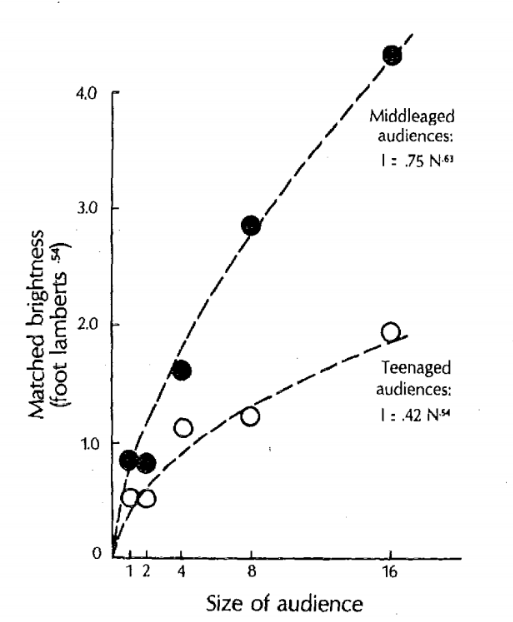 4.0
3.0
2.0
1.0
0
1 2 4 8 16
Matched brightness
(foot lamberts .54)
Size of audience
Middleaged
audiences:
I = .75 N.63
Teenaged
audiences:
I = .42 N.54